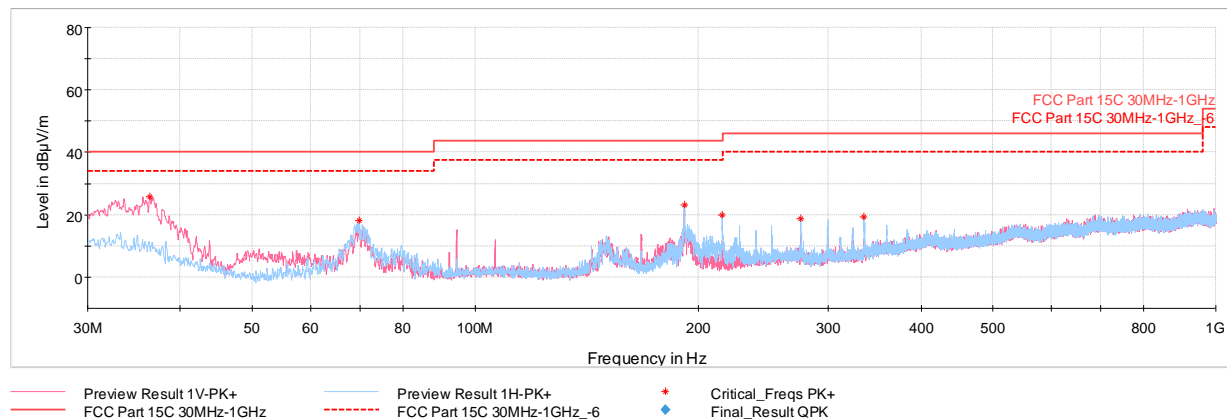 80
60
40
20
0
Level in dBµV/m
FCC Part 15C 30MHz-1GHz
FCC Part 15C 30MHz-1GHz_-6
30M 50 60 80 100M 200 300 400 500 800 1G
Frequency in Hz
Preview Result 1V-PK+ Preview Result 1H-PK+ Critical_Freqs PK+
FCC Part 15C 30MHz-1GHz FCC Part 15C 30MHz-1GHz_-6 Final_Result QPK